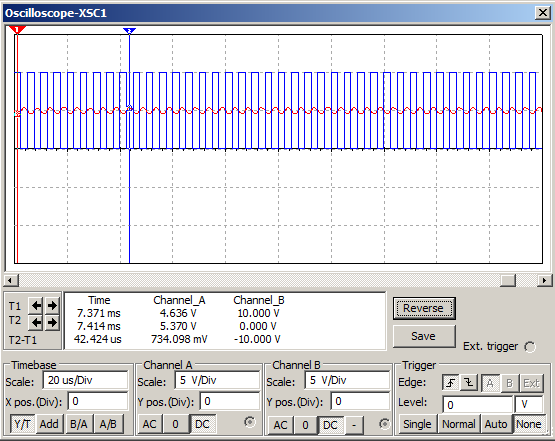 Oscilloscope-XSC1
1
2
Time Channel_A Channel_B
T1 7.371 ms 4.636 V 10.000 V
T2 7.414 ms 5.370 V 0.000 V
T2-T1 42.424 us 734.098 mV -10.000 V
Reverse
Save
Ext. trigger
Timebase
Scale: 20 us/Div
X pos.(Div): 0
Y/T Add B/A A/B
Channel A
Scale: 5 V/Div
Y pos.(Div): 0
AC 0 DC
Channel B
Scale: 5 V/Div
Y pos.(Div): 0
AC 0 DC -
Trigger
Edge: A B Ext
Level: 0 V
Single Normal Auto None